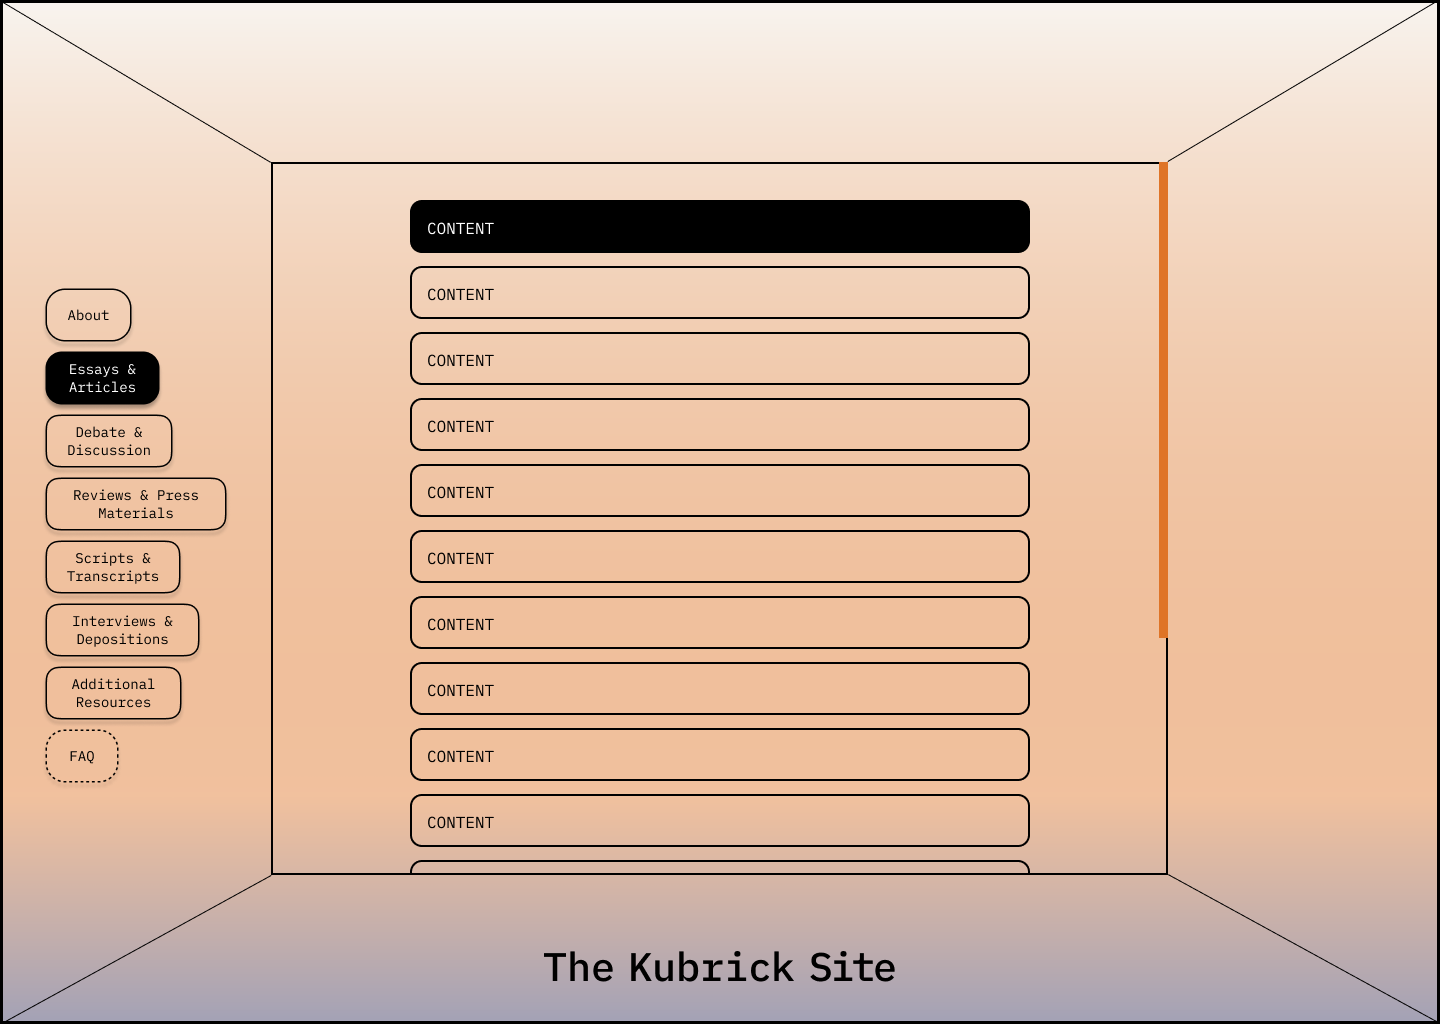 About
Essays &
Articles
Debate &
Discussion
Reviews & Press
Materials
Scripts &
Transcripts
Interviews &
Depositions
Additional
Resources
FAQ
CONTENT
CONTENT
CONTENT
CONTENT
CONTENT
CONTENT
CONTENT
CONTENT
CONTENT
CONTENT
The Kubrick Site